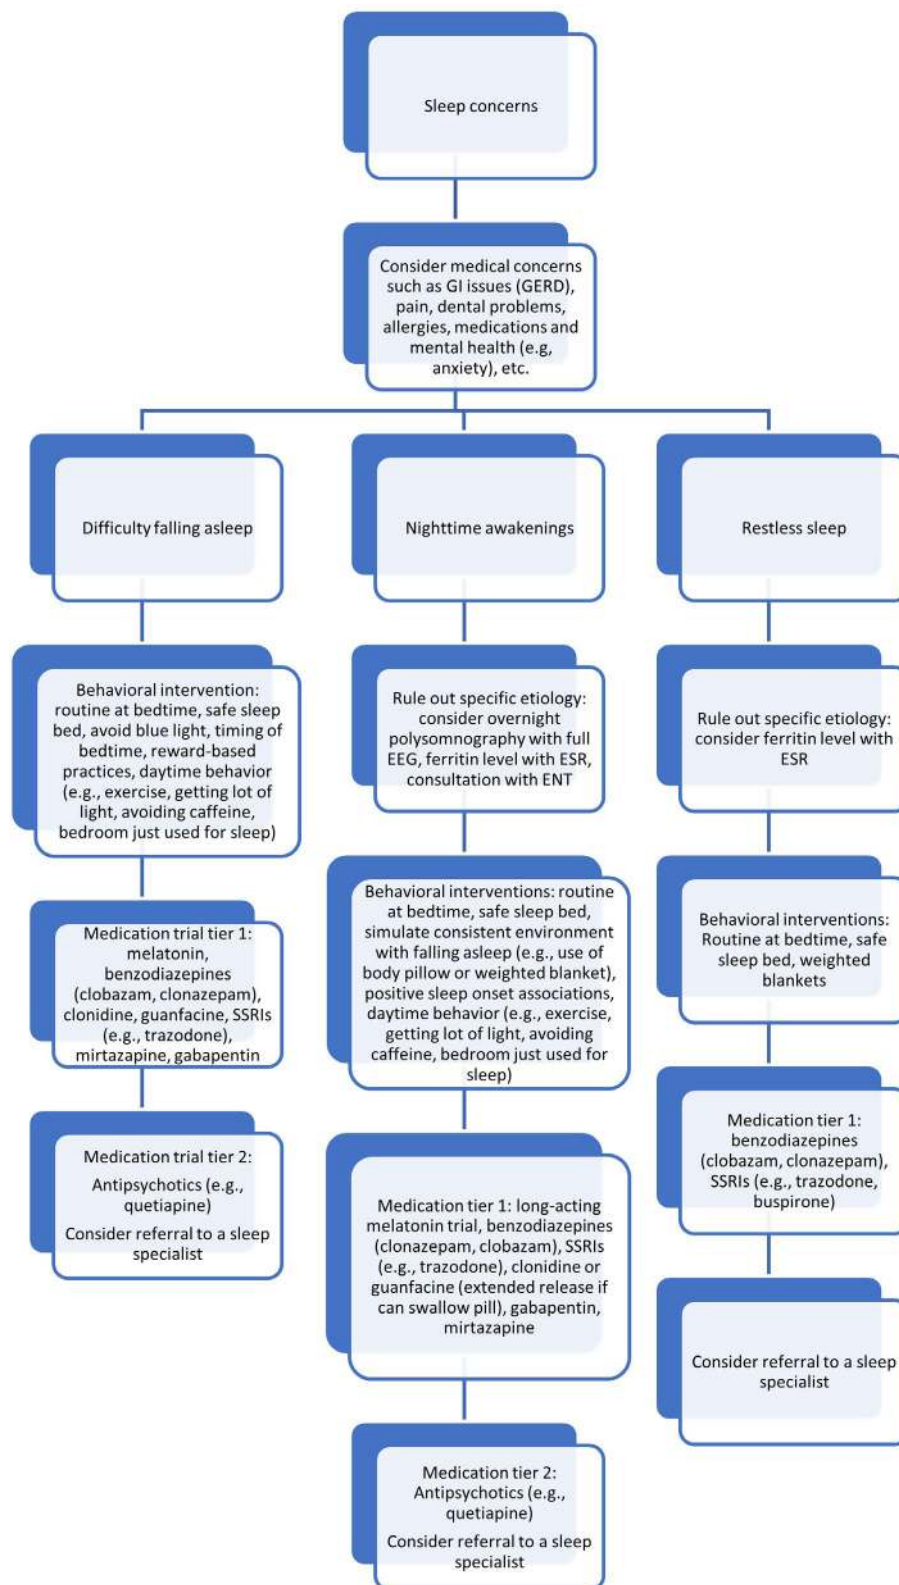 Sleep concerns
Consider medical concerns
such as GI issues (GERD),
pain, dental problems,
allergies, medications and
mental health (e.g,
anxiety), etc.
Difficulty falling asleep
Nighttime awakenings
Restless sleep
Behavioral intervention:
routine at bedtime, safe sleep
bed, avoid blue light, timing of
bedtime, reward-based
practices, daytime behavior
(e.g., exercise, getting lot of
light, avoiding caffeine,
bedroom just used for sleep)
Medication trial tier 1:
melatonin,
benzodiazepines
(clobazam, clonazepam),
clonidine, guanfacine, SSRIs
(e.g., trazodone),
mirtazapine, gabapentin
Medication trial tier 2:
Antipsychotics (e.g.,
quetiapine)
Consider referral to a sleep
specialist
Rule out specific etiology:
consider overnight
polysomnography with full
EEG, ferritin level with ESR,
consultation with ENT
Behavioral interventions: routine
at bedtime, safe sleep bed,
simulate consistent environment
with falling asleep (e.g., use of
body pillow or weighted blanket),
positive sleep onset associations,
daytime behavior (e.g., exercise,
getting lot of light, avoiding
caffeine, bedroom just used for
sleep)
Medication tier 1: long-acting
melatonin trial, benzodiazepines
(clonazepam, clobazam), SSRIs
(e.g., trazodone), clonidine or
guanfacine (extended release if
can swallow pill), gabapentin,
mirtazapine
Medication tier 2:
Antipsychotics (e.g.,
quetiapine)
Consider referral to a sleep
specialist
Rule out specific etiology:
consider ferritin level with
ESR
Behavioral interventions:
Routine at bedtime, safe
sleep bed, weighted
blankets
Medication tier 1:
benzodiazepines
(clobazam, clonazepam),
SSRIs (e.g., trazodone,
buspirone)
Consider referral to a sleep
specialist